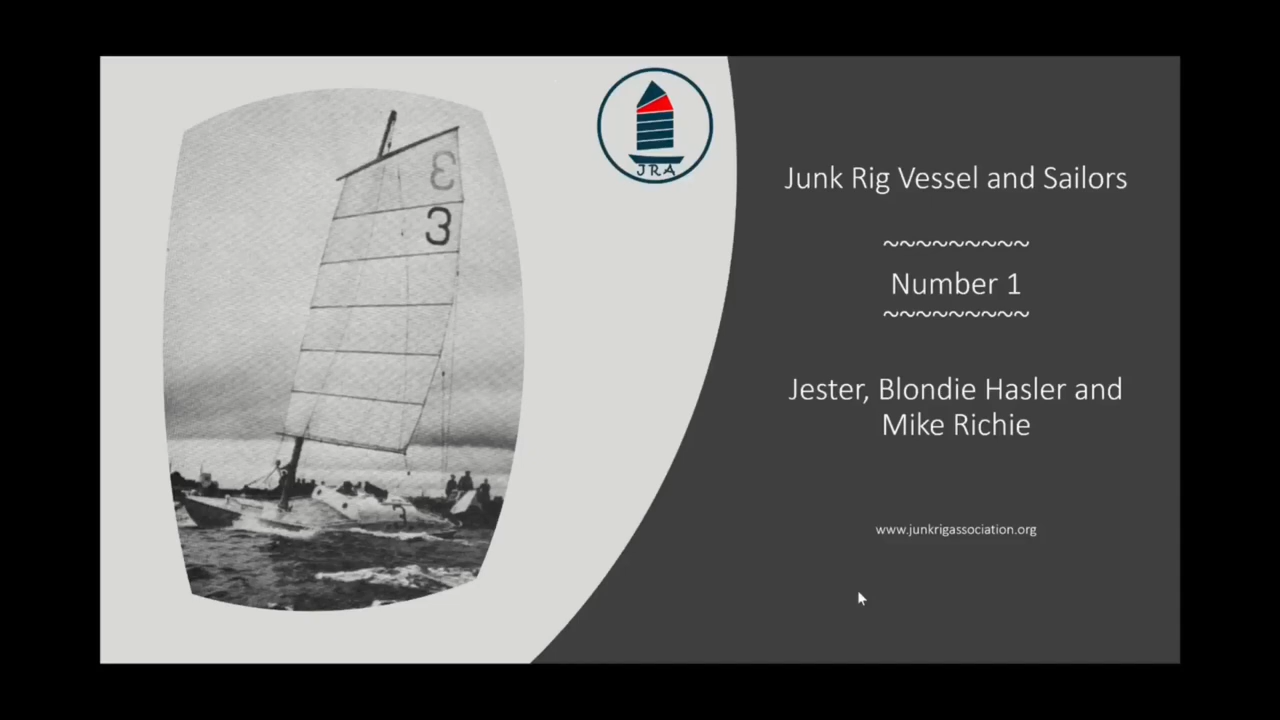 3
3
JRA
Junk Rig Vessel and Sailors
~~~~~~~~~
Number 1
~~~~~~~~~
Jester, Blondie Hasler and
Mike Richie
www.junkrigassociation.org